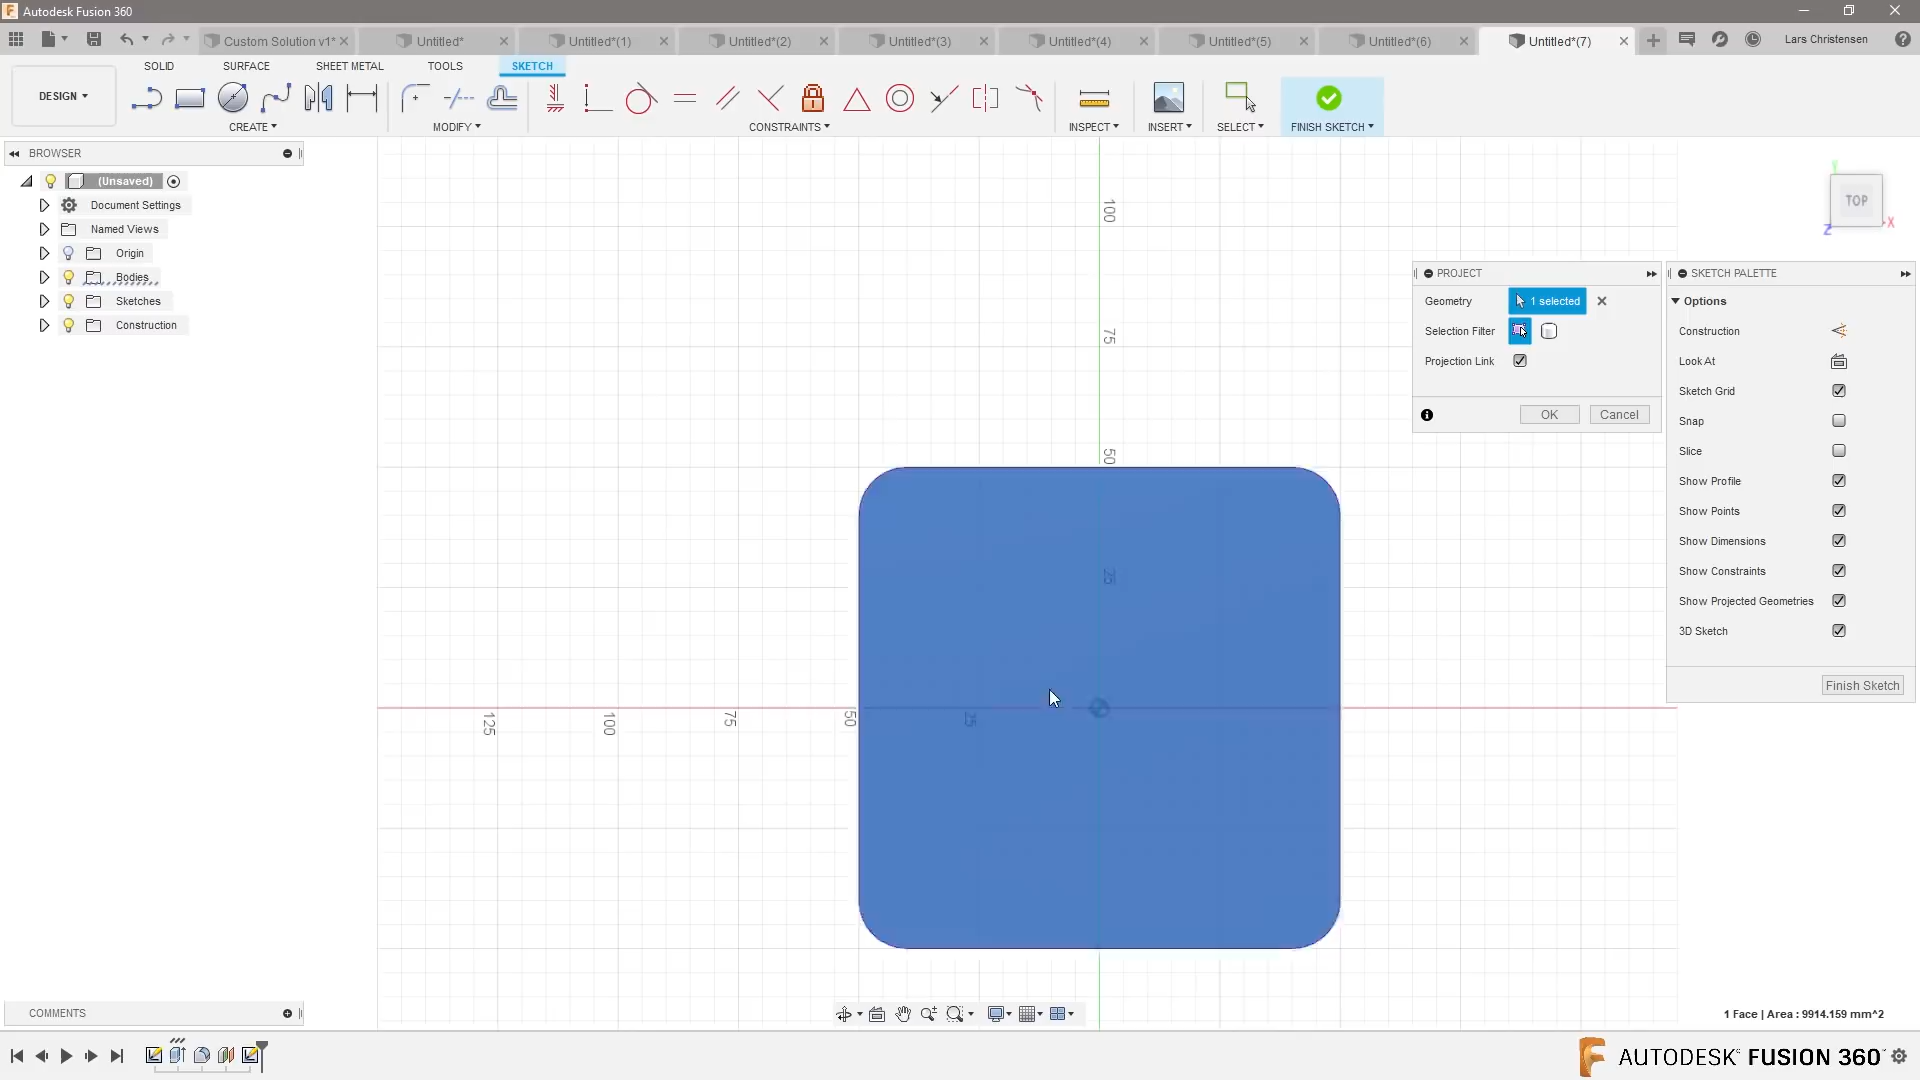 Autodesk Fusion 360
Custom Solution v1*
Untitled*
Untitled*(1)
Untitled*(2)
Untitled*(3)
Untitled*(4)
Untitled*(5)
Untitled*(6)
Untitled*(7)
Lars Christensen
SOLID
SURFACE
SHEET METAL
TOOLS
SKETCH
DESIGN
CREATE
MODIFY
CONSTRAINTS
INSPECT
INSERT
SELECT
FINISH SKETCH
BROWSER
(Unsaved)
Document Settings
Named Views
Origin
Bodies
Sketches
Construction
TOP
X
Z
Y
100
75
50
25
125
100
75
50
25
PROJECT
Geometry
1 selected
Selection Filter
Projection Link
OK
Cancel
SKETCH PALETTE
Options
Construction
Look At
Sketch Grid
Snap
Slice
Show Profile
Show Points
Show Dimensions
Show Constraints
Show Projected Geometries
3D Sketch
Finish Sketch
COMMENTS
1 Face | Area : 9914.159 mm^2
AUTODESK FUSION 360